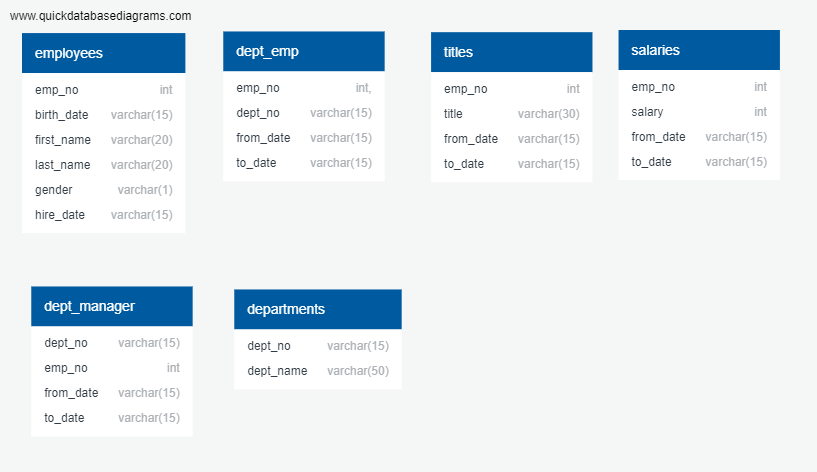 www.quickdatabasediagrams.com
employees
emp_no int
birth_date varchar(15)
first_name varchar(20)
last_name varchar(20)
gender varchar(1)
hire_date varchar(15)
dept_emp
emp_no int,
dept_no varchar(15)
from_date varchar(15)
to_date varchar(15)
titles
emp_no int
title varchar(30)
from_date varchar(15)
to_date varchar(15)
salaries
emp_no int
salary int
from_date varchar(15)
to_date varchar(15)
dept_manager
dept_no varchar(15)
emp_no int
from_date varchar(15)
to_date varchar(15)
departments
dept_no varchar(15)
dept_name varchar(50)